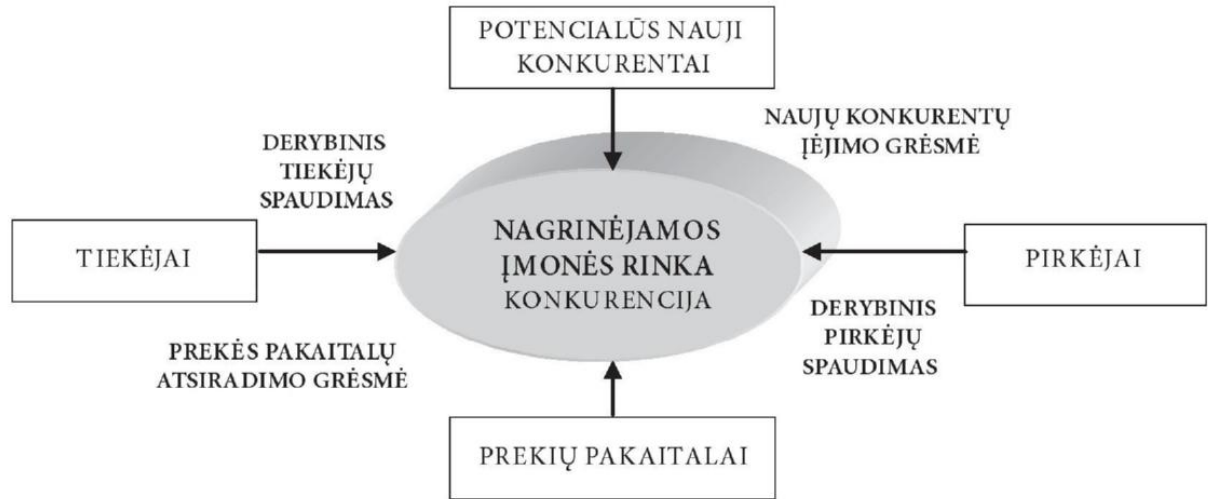 POTENCIALŪS NAUJI
KONKURENTAI
NAUJŲ KONKURENTŲ
ĮĖJIMO GRĖSMĖ
DERYBINIS
TIEKĖJŲ
SPAUDIMAS
TIEKĖJAI
NAGRINĖJAMOS
ĮMONĖS RINKA
KONKURENCIJA
PIRKĖJAI
DERYBINIS
PIRKĖJŲ
SPAUDIMAS
PREKĖS PAKAITALŲ
ATSIRADIMO GRĖSMĖ
PREKIŲ PAKAITALAI